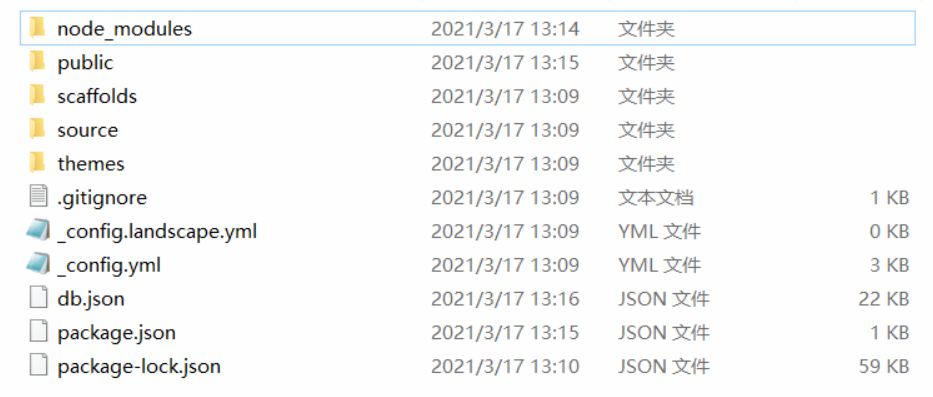 node_modules 2021/3/17 13:14 文件夹
public 2021/3/17 13:15 文件夹
scaffolds 2021/3/17 13:09 文件夹
source 2021/3/17 13:09 文件夹
themes 2021/3/17 13:09 文件夹
.gitignore 2021/3/17 13:09 文本文档 1 KB
_config.landscape.yml 2021/3/17 13:09 YML 文件 0 KB
_config.yml 2021/3/17 13:09 YML 文件 3 KB
db.json 2021/3/17 13:16 JSON 文件 22 KB
package.json 2021/3/17 13:15 JSON 文件 1 KB
package-lock.json 2021/3/17 13:10 JSON 文件 59 KB